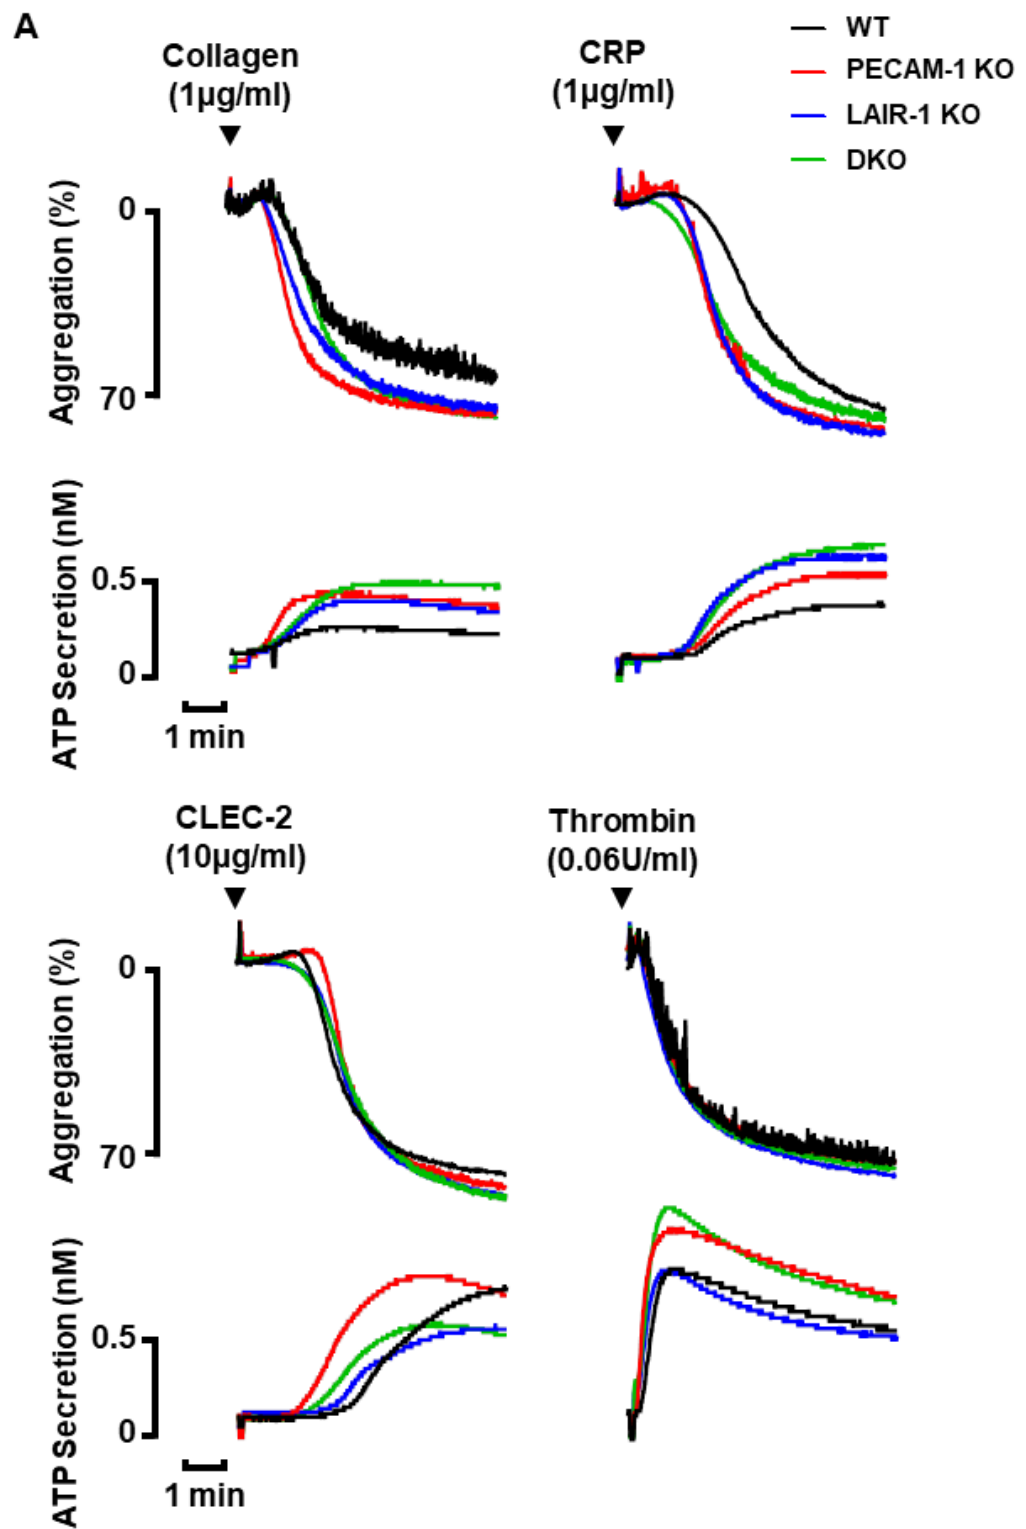 A
Collagen
(1µg/ml)
CRP
(1µg/ml)
WT
PECAM-1 KO
LAIR-1 KO
DKO
Aggregation (%)
0
70
ATP Secretion (nM)
0.5
0
1 min
CLEC-2
(10µg/ml)
Thrombin
(0.06U/ml)
Aggregation (%)
0
70
ATP Secretion (nM)
0.5
0
1 min